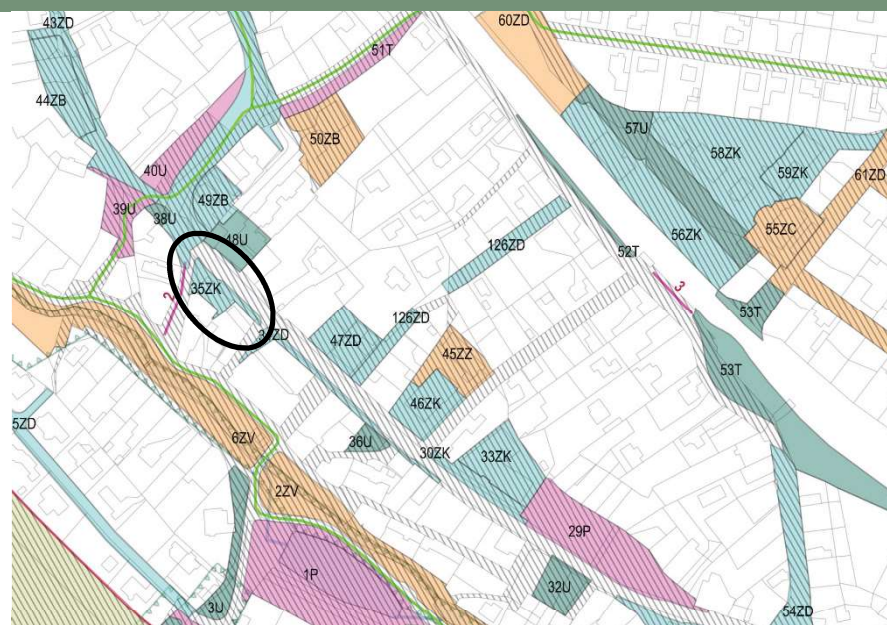 43ZD
60ZD
51T
44ZB
50ZB
57U
58ZK
40U
59ZK
61ZD
49ZB
39U
38U
48U
55ZC
126ZD
56ZK
52T
35ZK
2
3
126ZD
53T
47ZD
45ZZ
53T
46ZK
5ZD
6ZV
36U
30ZK
33ZK
2ZV
29P
1P
32U
3U
54ZD